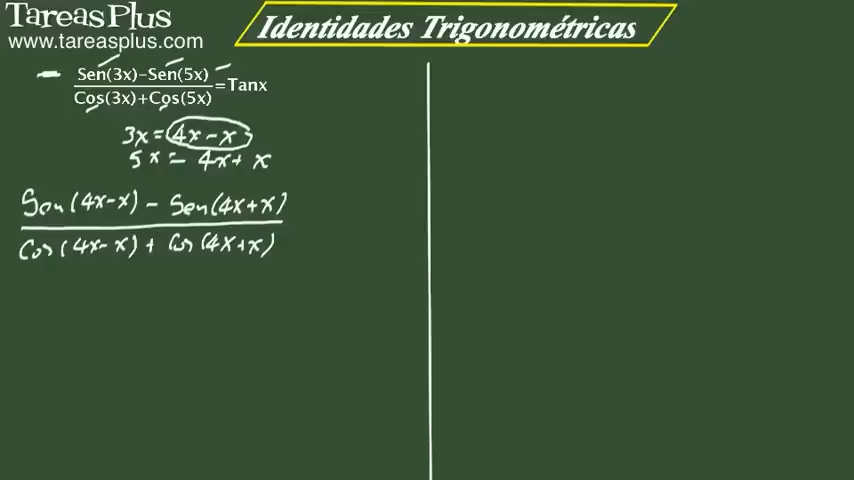 TareasPlus
www.tareasplus.com
Identidades Trigonométricas
Sen(3x)-Sen(5x)
Cos(3x)+Cos(5x)
=Tanx
3x = 4x - x
5x = 4x + x
Sen(4x-x) - Sen(4x+x)
Cos(4x-x) + Cos(4x+x)